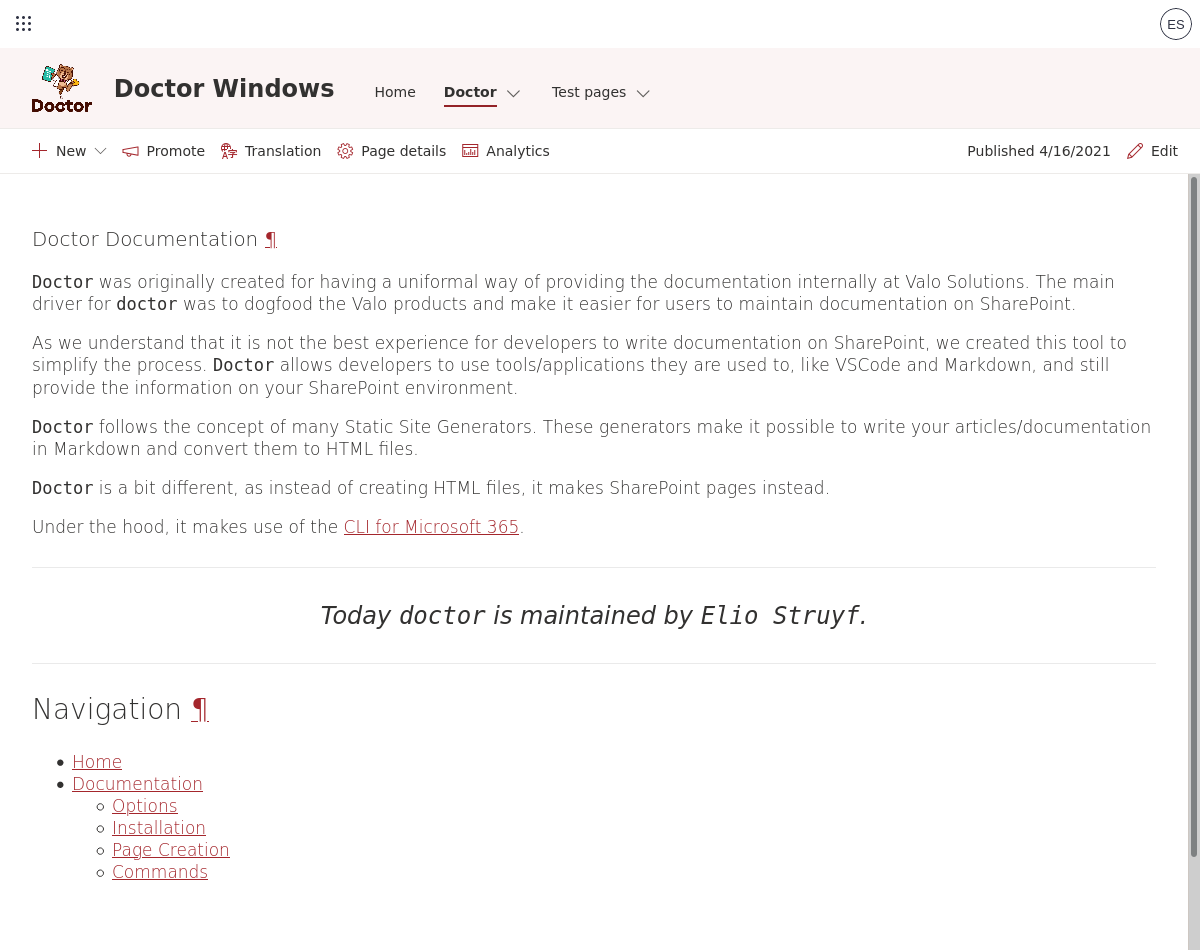 ES
Doctor
Doctor Windows Home Doctor Test pages
New Promote Translation Page details Analytics Published 4/16/2021 Edit
Doctor Documentation ¶
Doctor was originally created for having a uniformal way of providing the documentation internally at Valo Solutions. The main
driver for doctor was to dogfood the Valo products and make it easier for users to maintain documentation on SharePoint.
As we understand that it is not the best experience for developers to write documentation on SharePoint, we created this tool to
simplify the process. Doctor allows developers to use tools/applications they are used to, like VSCode and Markdown, and still
provide the information on your SharePoint environment.
Doctor follows the concept of many Static Site Generators. These generators make it possible to write your articles/documentation
in Markdown and convert them to HTML files.
Doctor is a bit different, as instead of creating HTML files, it makes SharePoint pages instead.
Under the hood, it makes use of the CLI for Microsoft 365.
Today doctor is maintained by Elio Struyf.
Navigation ¶
Home
Documentation
Options
Installation
Page Creation
Commands